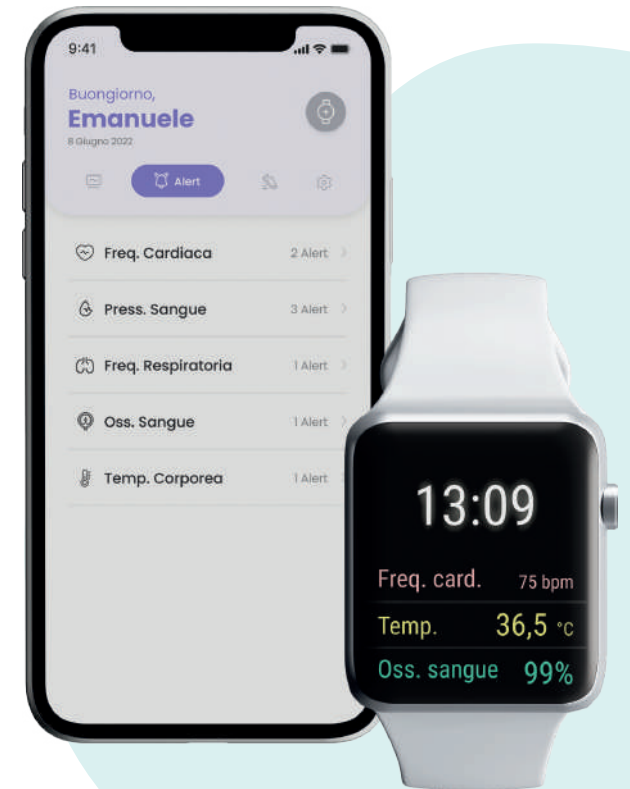 9:41
Buongiorno,
Emanuele
8 Giugno 2022
Alert
Freq. Cardiaca 2 Alert
Press. Sangue 3 Alert
Freq. Respiratoria 1 Alert
Oss. Sangue 1 Alert
Temp. Corporea 1 Alert
13:09
Freq. card. 75 bpm
Temp. 36,5 °C
Oss. sangue 99%